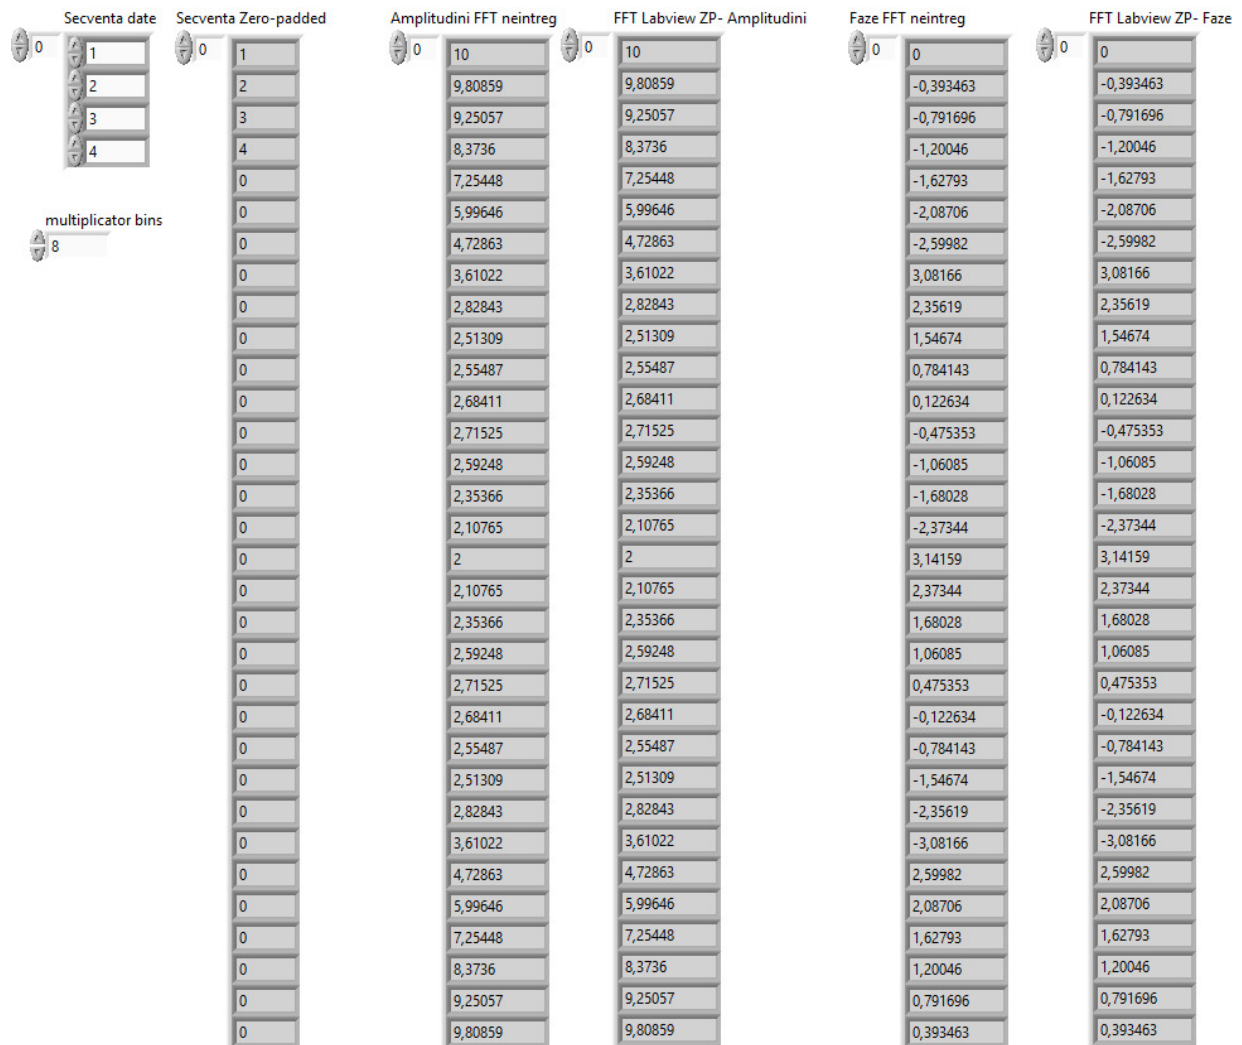 Secventa date Secventa Zero-padded Amplitudini FFT neintreg FFT Labview ZP- Amplitudini Faze FFT neintreg FFT Labview ZP- Faze
0 1 0 1 0 10 0 10 0 0 0 0
2 2 9,80859 9,80859 -0,393463 -0,393463
3 3 9,25057 9,25057 -0,791696 -0,791696
4 4 8,3736 8,3736 -1,20046 -1,20046
0 7,25448 7,25448 -1,62793 -1,62793
multiplicator bins 0 5,99646 5,99646 -2,08706 -2,08706
8 0 4,72863 4,72863 -2,59982 -2,59982
0 3,61022 3,61022 3,08166 3,08166
0 2,82843 2,82843 2,35619 2,35619
0 2,51309 2,51309 1,54674 1,54674
0 2,55487 2,55487 0,784143 0,784143
0 2,68411 2,68411 0,122634 0,122634
0 2,71525 2,71525 -0,475353 -0,475353
0 2,59248 2,59248 -1,06085 -1,06085
0 2,35366 2,35366 -1,68028 -1,68028
0 2,10765 2,10765 -2,37344 -2,37344
0 2 2 3,14159 3,14159
0 2,10765 2,10765 2,37344 2,37344
0 2,35366 2,35366 1,68028 1,68028
0 2,59248 2,59248 1,06085 1,06085
0 2,71525 2,71525 0,475353 0,475353
0 2,68411 2,68411 -0,122634 -0,122634
0 2,55487 2,55487 -0,784143 -0,784143
0 2,51309 2,51309 -1,54674 -1,54674
0 2,82843 2,82843 -2,35619 -2,35619
0 3,61022 3,61022 -3,08166 -3,08166
0 4,72863 4,72863 2,59982 2,59982
0 5,99646 5,99646 2,08706 2,08706
0 7,25448 7,25448 1,62793 1,62793
0 8,3736 8,3736 1,20046 1,20046
0 9,25057 9,25057 0,791696 0,791696
0 9,80859 9,80859 0,393463 0,393463